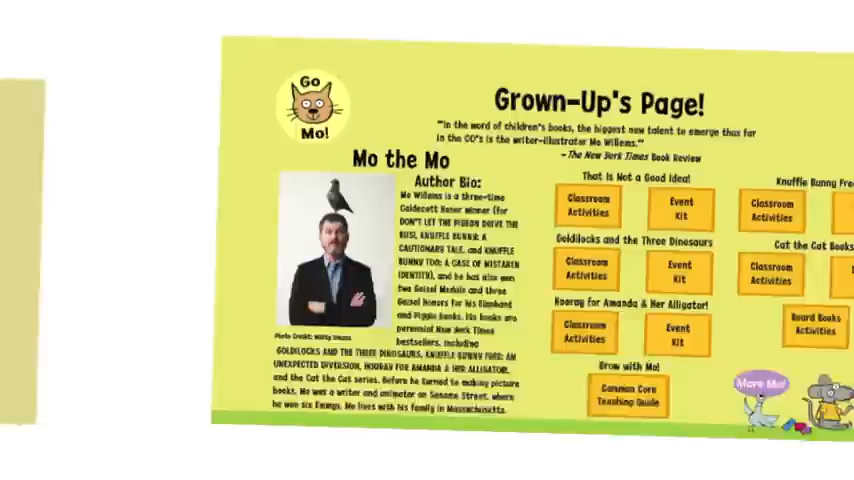 Go
Mo!
Grown-Up's Page!
""In the word of children's books, the biggest new talent to emerge thus far
in the 00's is the writer-illustrator Mo Willems.""
-The New York Times Book Review
Mo the Mo
Author Bio:
Mo Willems is a three-time
Caldecott Honor winner (for
DON'T LET THE PIGEON DRIVE THE
BUS!, KNUFFLE BUNNY: A
CAUTIONARY TALE, and KNUFFLE
BUNNY TOO: A CASE OF MISTAKEN
IDENTITY), and he has also won
two Geisel Medals and three
Geisel Honors for his Elephant
and Piggie books. His books are
perennial New York Times
bestsellers, including
GOLDILOCKS AND THE THREE DINOSAURS, KNUFFLE BUNNY FREE: AN
UNEXPECTED DIVERSION, HOORAY FOR AMANDA & HER ALLIGATOR!,
and the Cat the Cat series. Before he turned to making picture
books, Mo was a writer and animator on Sesame Street, where
he won six Emmys. Mo lives with his family in Massachusetts.
Photo Credit: Marty Umans
That Is Not a Good Idea!
Classroom
Activities
Event
Kit
Goldilocks and the Three Dinosaurs
Classroom
Activities
Event
Kit
Hooray for Amanda & Her Alligator!
Classroom
Activities
Event
Kit
Grow with Mo!
Common Core
Teaching Guide
Knuffle Bunny Fre
Classroom
Activities
Cat the Cat Books
Classroom
Activities
Board Books
Activities
More Mo!